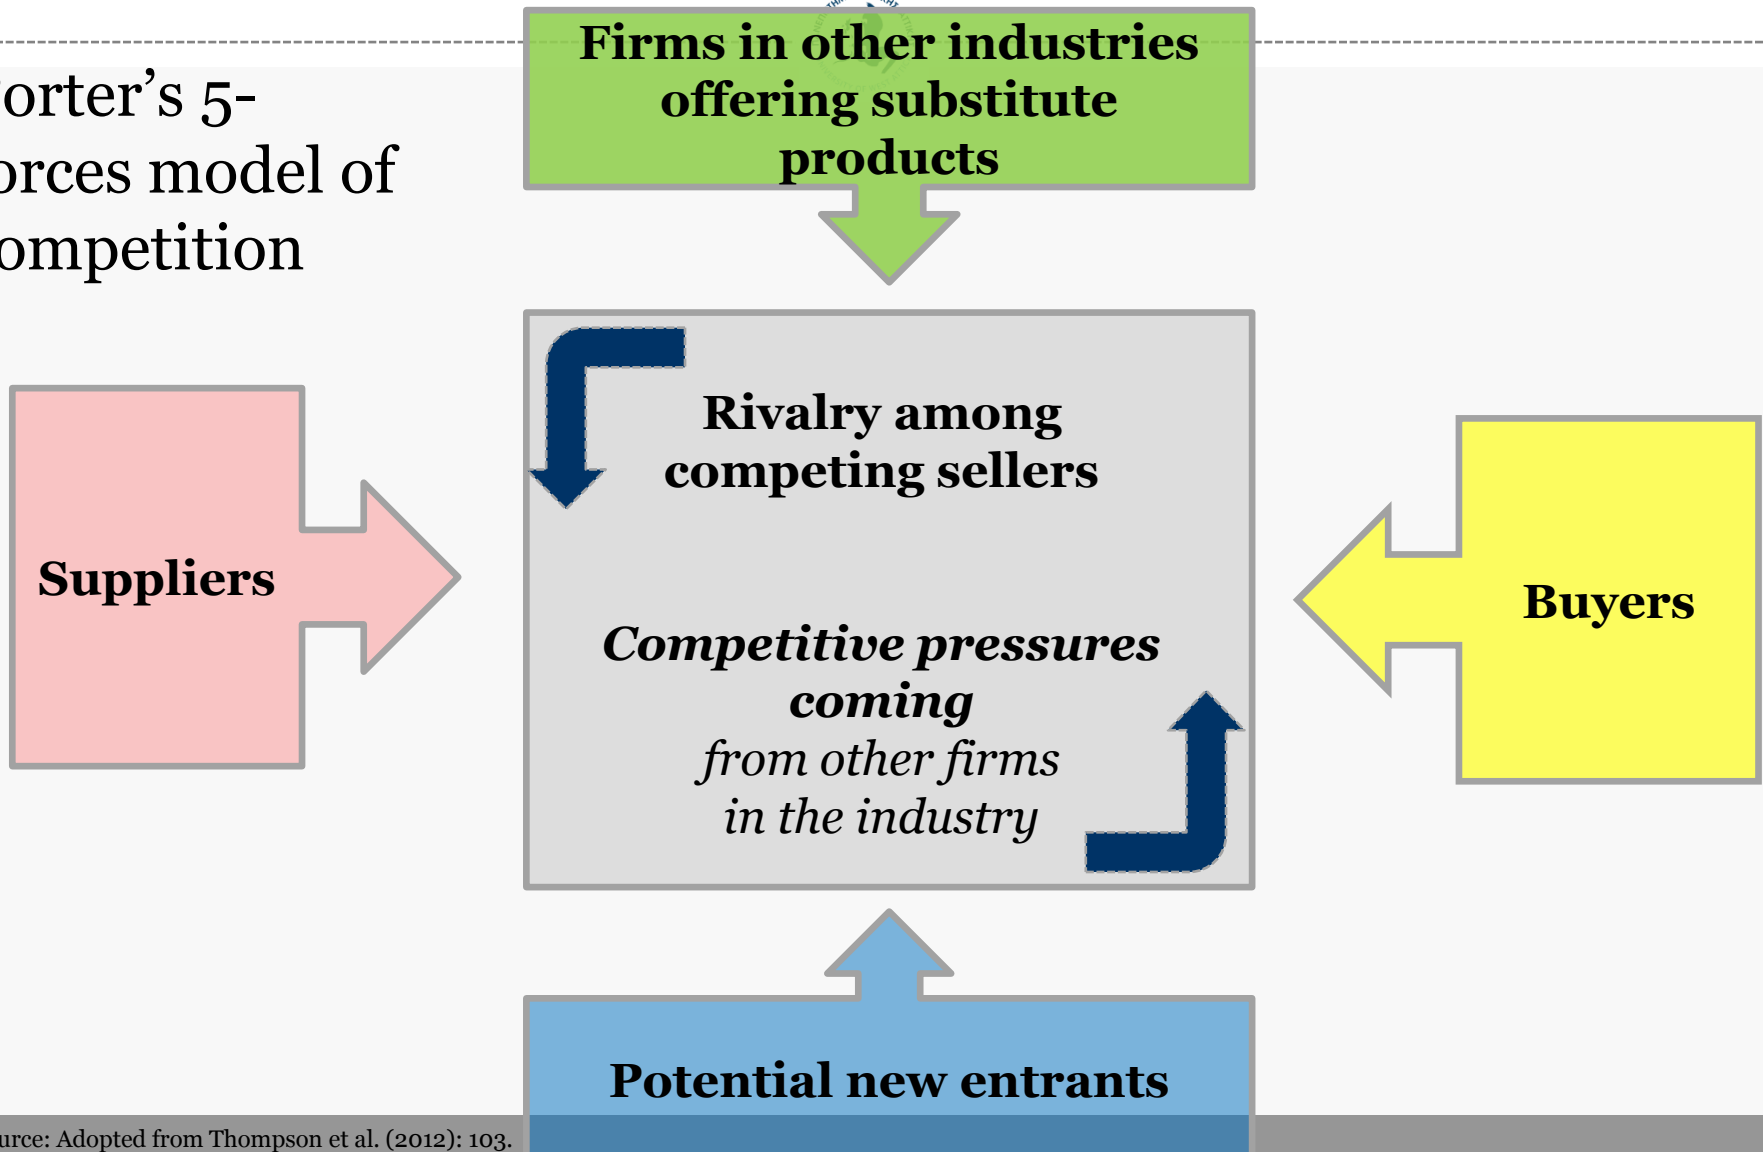 orter’s 5-
orces model of
ompetition
Firms in other industries
offering substitute
products
Rivalry among
competing sellers
Suppliers
Buyers
Competitive pressures
coming
from other firms
in the industry
Potential new entrants
urce: Adopted from Thompson et al. (2012): 103.